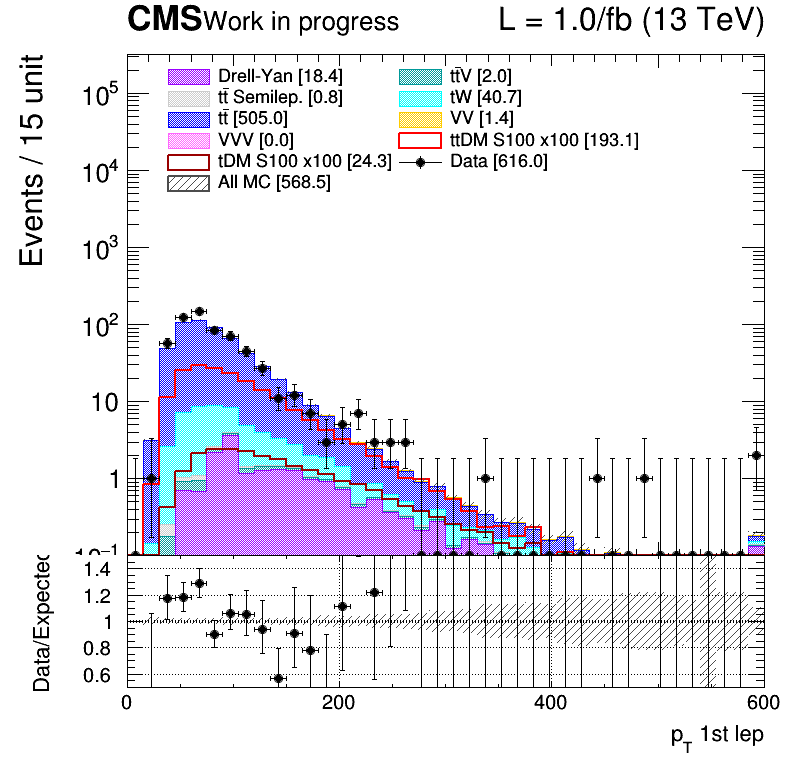 CMS Work in progress L = 1.0/fb (13 TeV)
Events / 15 unit
Drell-Yan [18.4] tt̄V [2.0]
tt̄ Semilep. [0.8] tW [40.7]
tt̄ [505.0] VV [1.4]
VVV [0.0] ttDM S100 x100 [193.1]
tDM S100 x100 [24.3] Data [616.0]
All MC [568.5]
10⁵
10⁴
10³
10²
10
1
10⁻¹
Data/Expected
1.4
1.2
1
0.8
0.6
0 200 400 600
p_T 1st lep